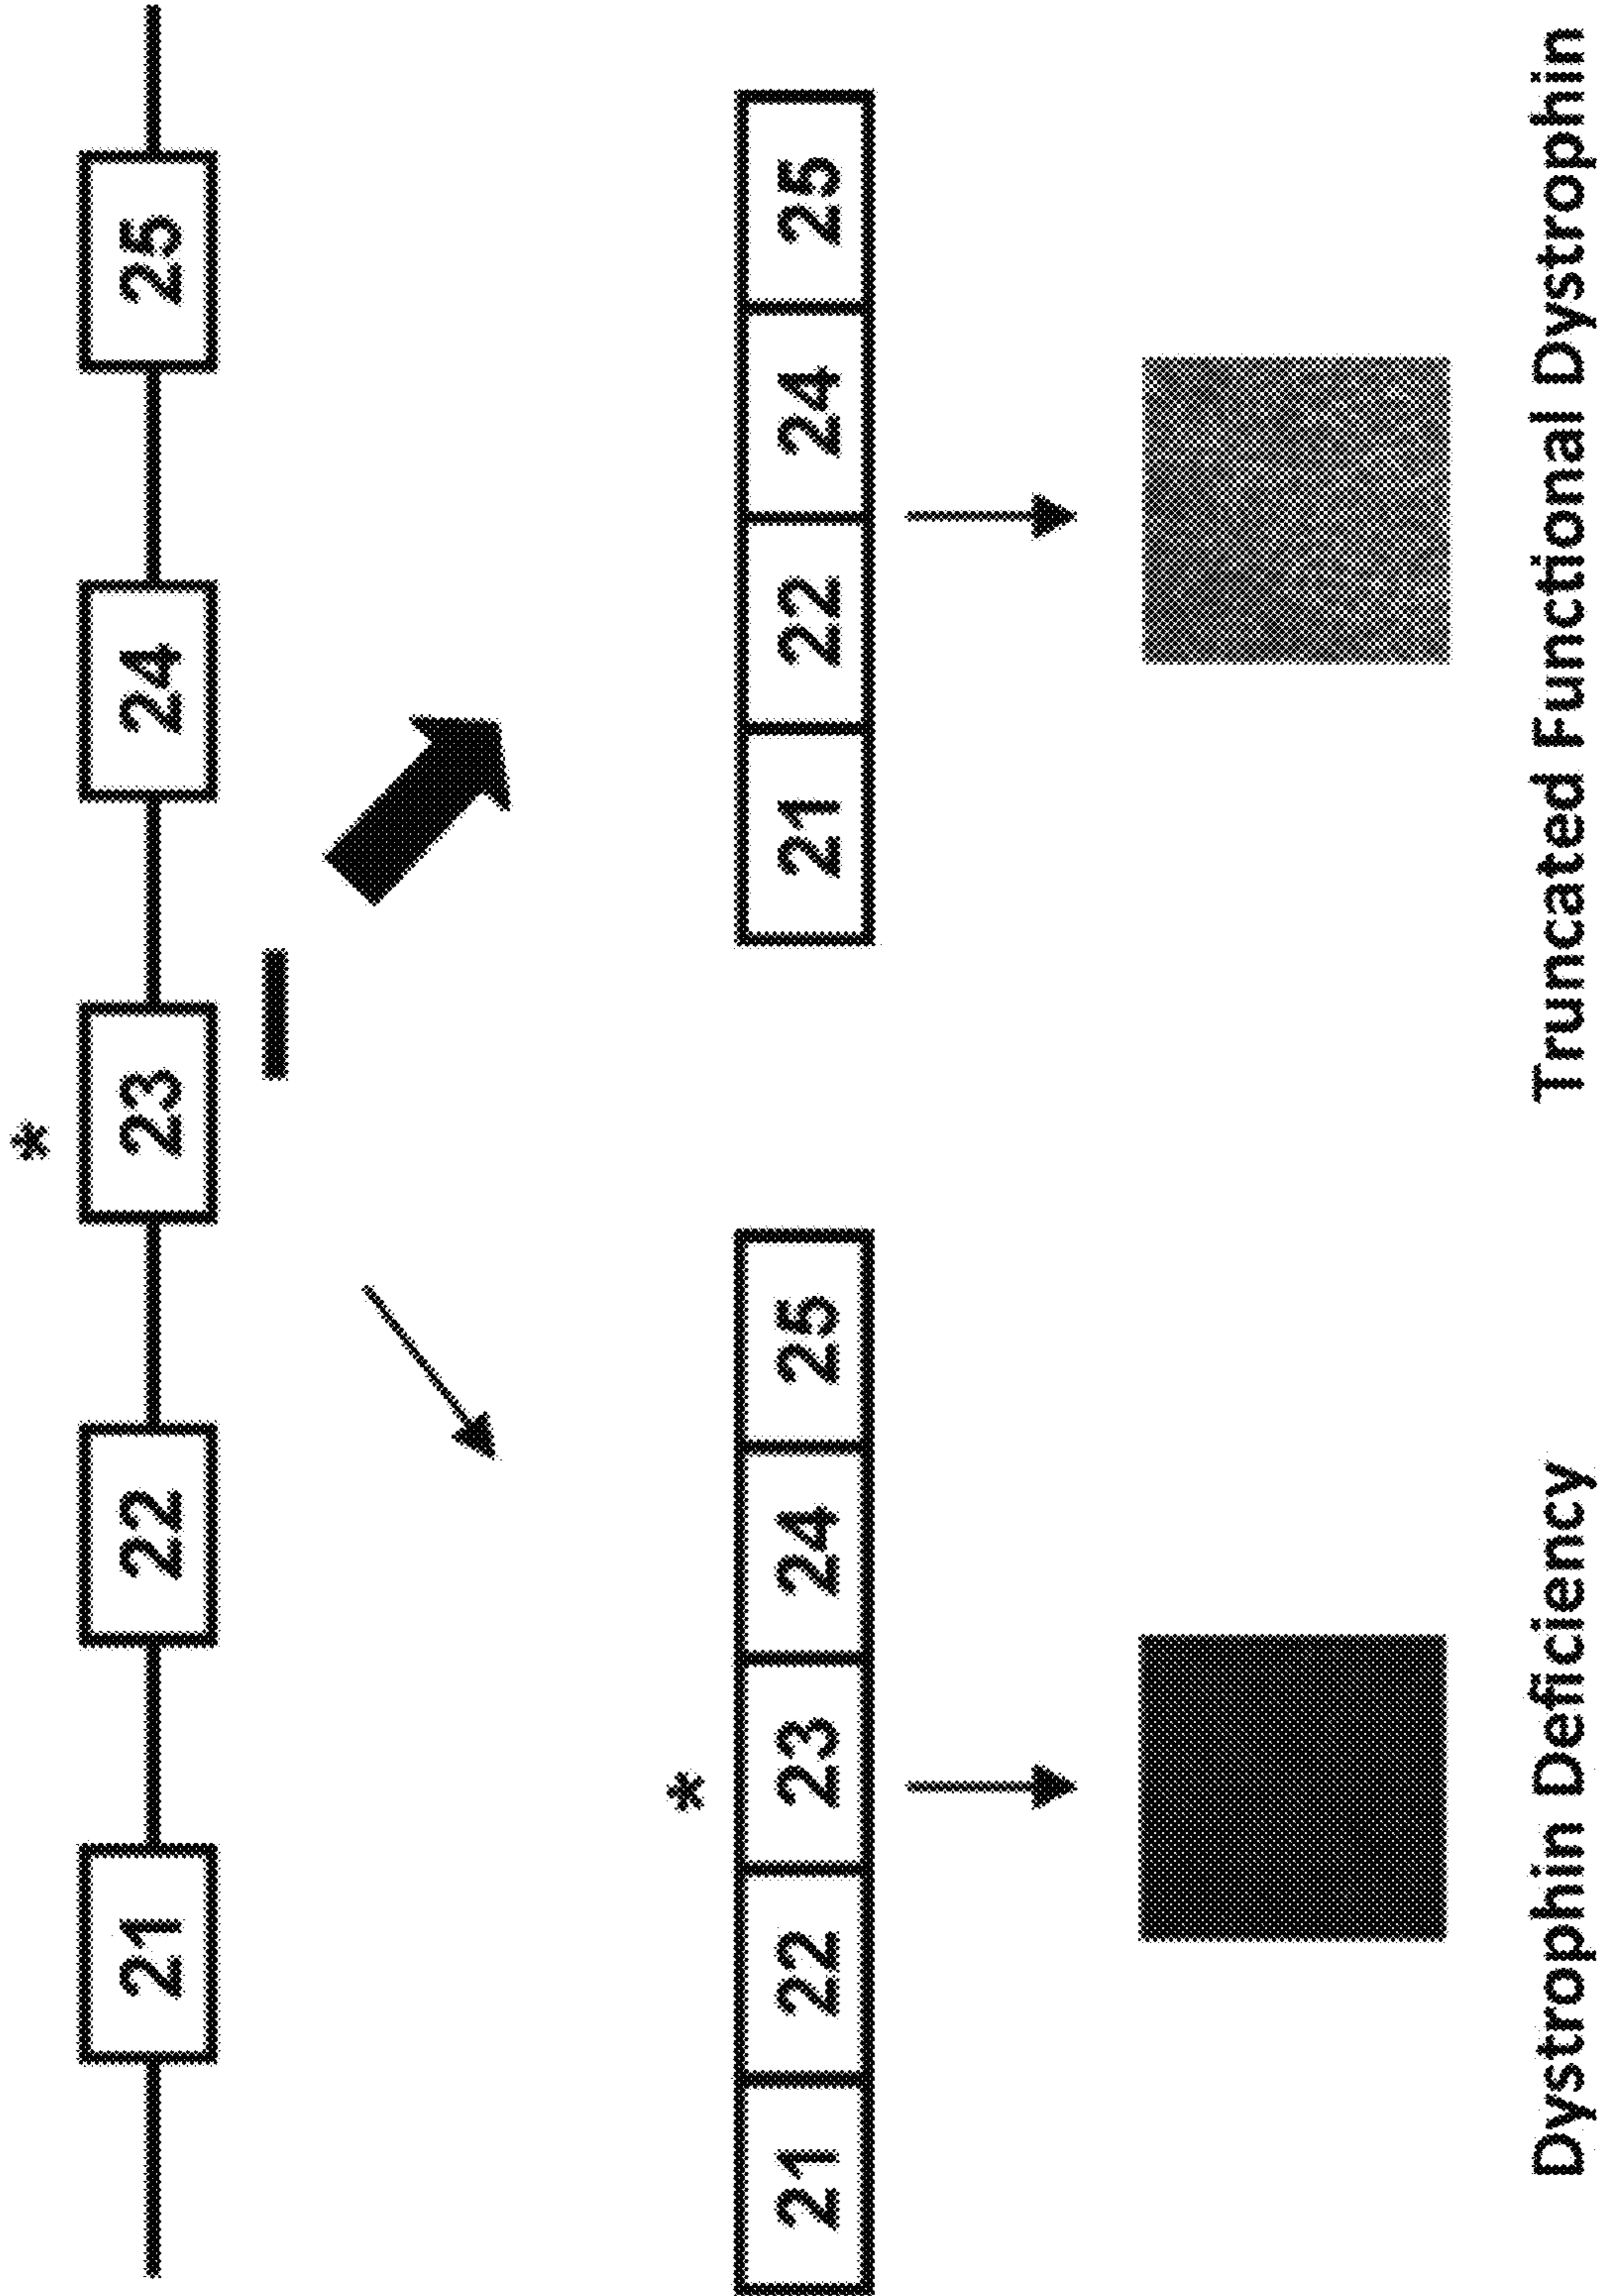 *
21 22 23 24 25
*
21 22 23 24 25
21 22 24 25
Dystrophin Deficiency
Truncated Functional Dystrophin